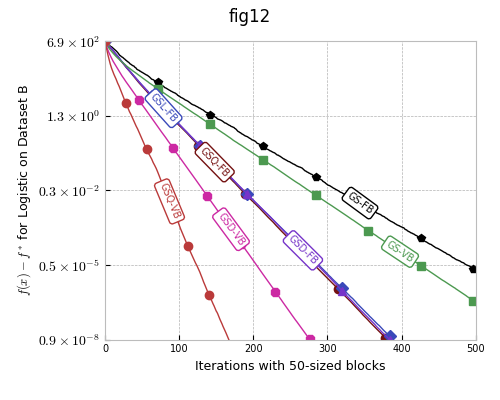 fig12
6.9 × 10²
1.3 × 10⁰
0.3 × 10⁻²
0.5 × 10⁻⁵
0.9 × 10⁻⁸
f(x) − f* for Logistic on Dataset B
GSL-FB
GSQ-FB
GSQ-VB
GSD-VB
GSD-FB
GS-FB
GS-VB
0 100 200 300 400 500
Iterations with 50-sized blocks